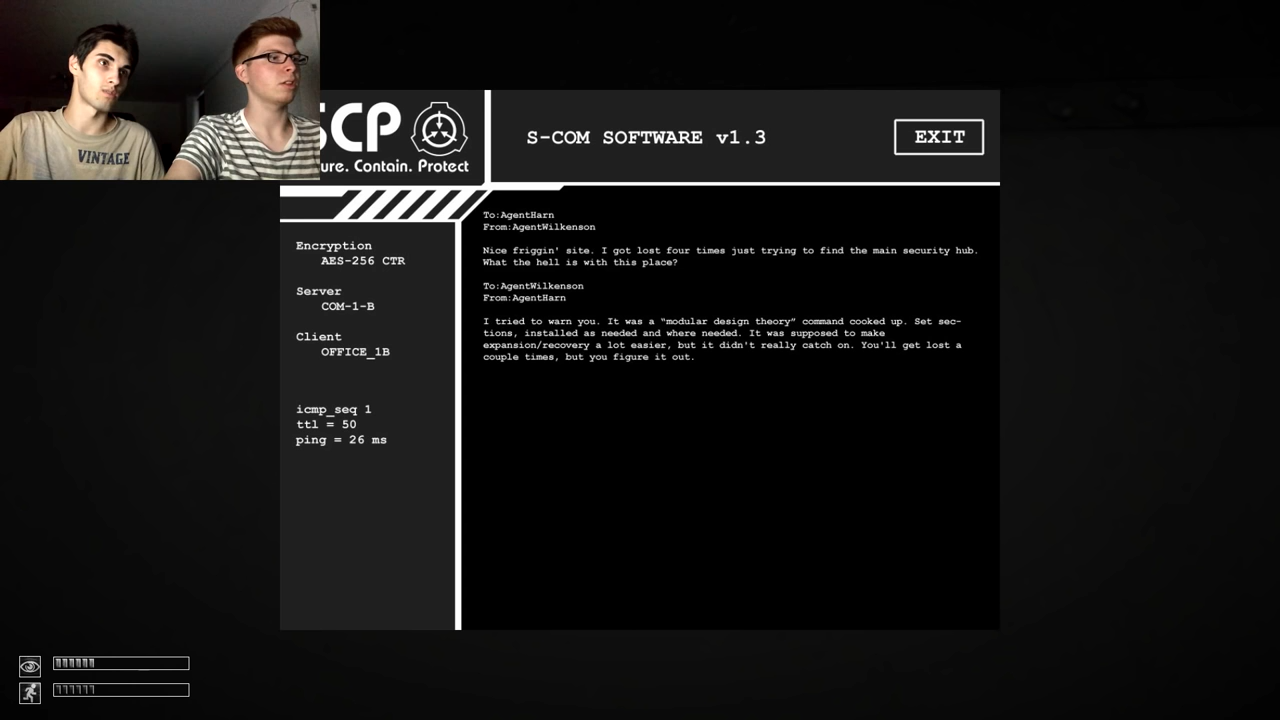 VINTAGE
SCP
ure. Contain. Protect
S-COM SOFTWARE v1.3
EXIT
Encryption
AES-256 CTR
Server
COM-1-B
Client
OFFICE_1B
icmp_seq 1
ttl = 50
ping = 26 ms
To:AgentHarn
From:AgentWilkenson
Nice friggin' site. I got lost four times just trying to find the main security hub.
What the hell is with this place?
To:AgentWilkenson
From:AgentHarn
I tried to warn you. It was a “modular design theory” command cooked up. Set sec-
tions, installed as needed and where needed. It was supposed to make
expansion/recovery a lot easier, but it didn't really catch on. You'll get lost a
couple times, but you figure it out.